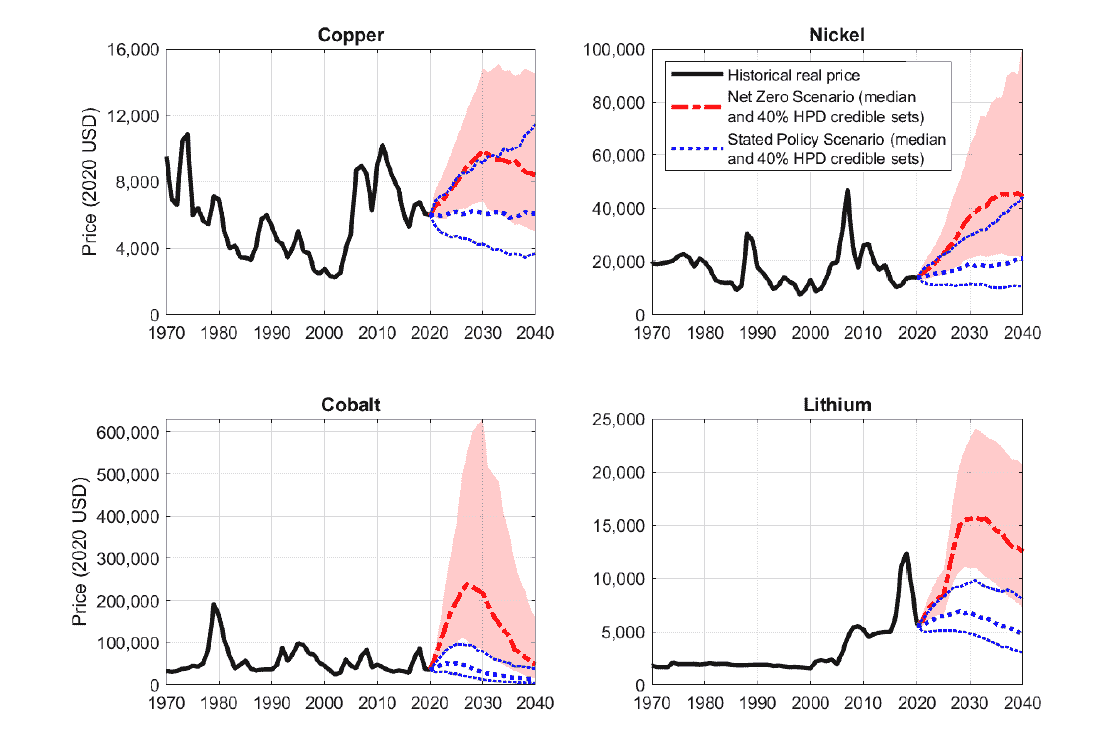 Copper
16,000
12,000
8,000
4,000
0
Price (2020 USD)
1970 1980 1990 2000 2010 2020 2030 2040
Nickel
100,000
80,000
60,000
40,000
20,000
0
Historical real price
Net Zero Scenario (median
and 40% HPD credible sets)
Stated Policy Scenario (median
and 40% HPD credible sets)
1970 1980 1990 2000 2010 2020 2030 2040
Cobalt
600,000
500,000
400,000
300,000
200,000
100,000
0
Price (2020 USD)
1970 1980 1990 2000 2010 2020 2030 2040
Lithium
25,000
20,000
15,000
10,000
5,000
0
1970 1980 1990 2000 2010 2020 2030 2040